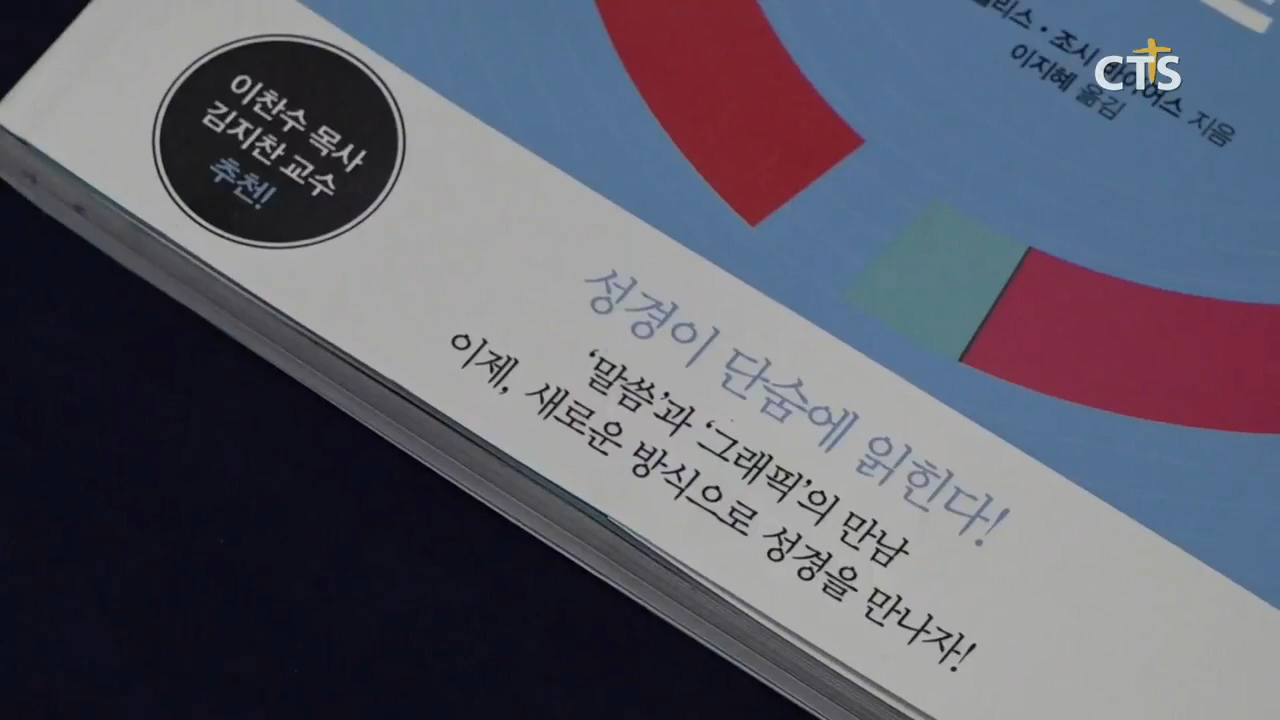 CTS
지음
이지혜 옮김
이찬수 목사
김지찬 교수
추천!
성경이 단숨에 읽힌다!
‘말씀’과 ‘그래픽’의 만남
이제, 새로운 방식으로 성경을 만나자!